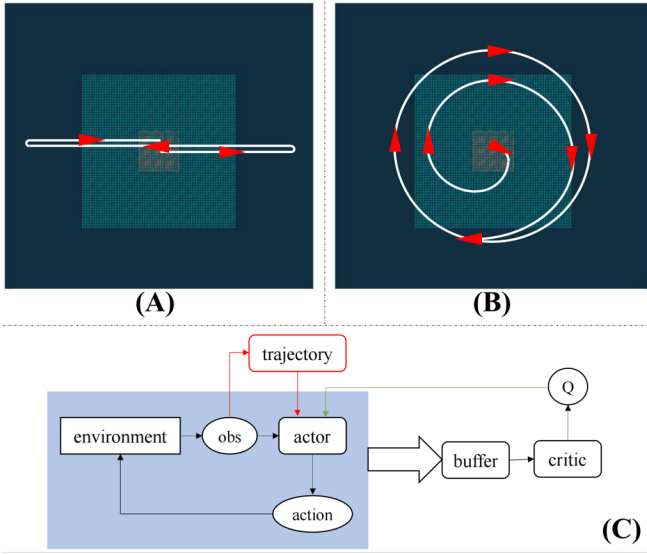 (A)
(B)
trajectory
Q
environment
obs
actor
buffer
critic
action
(C)